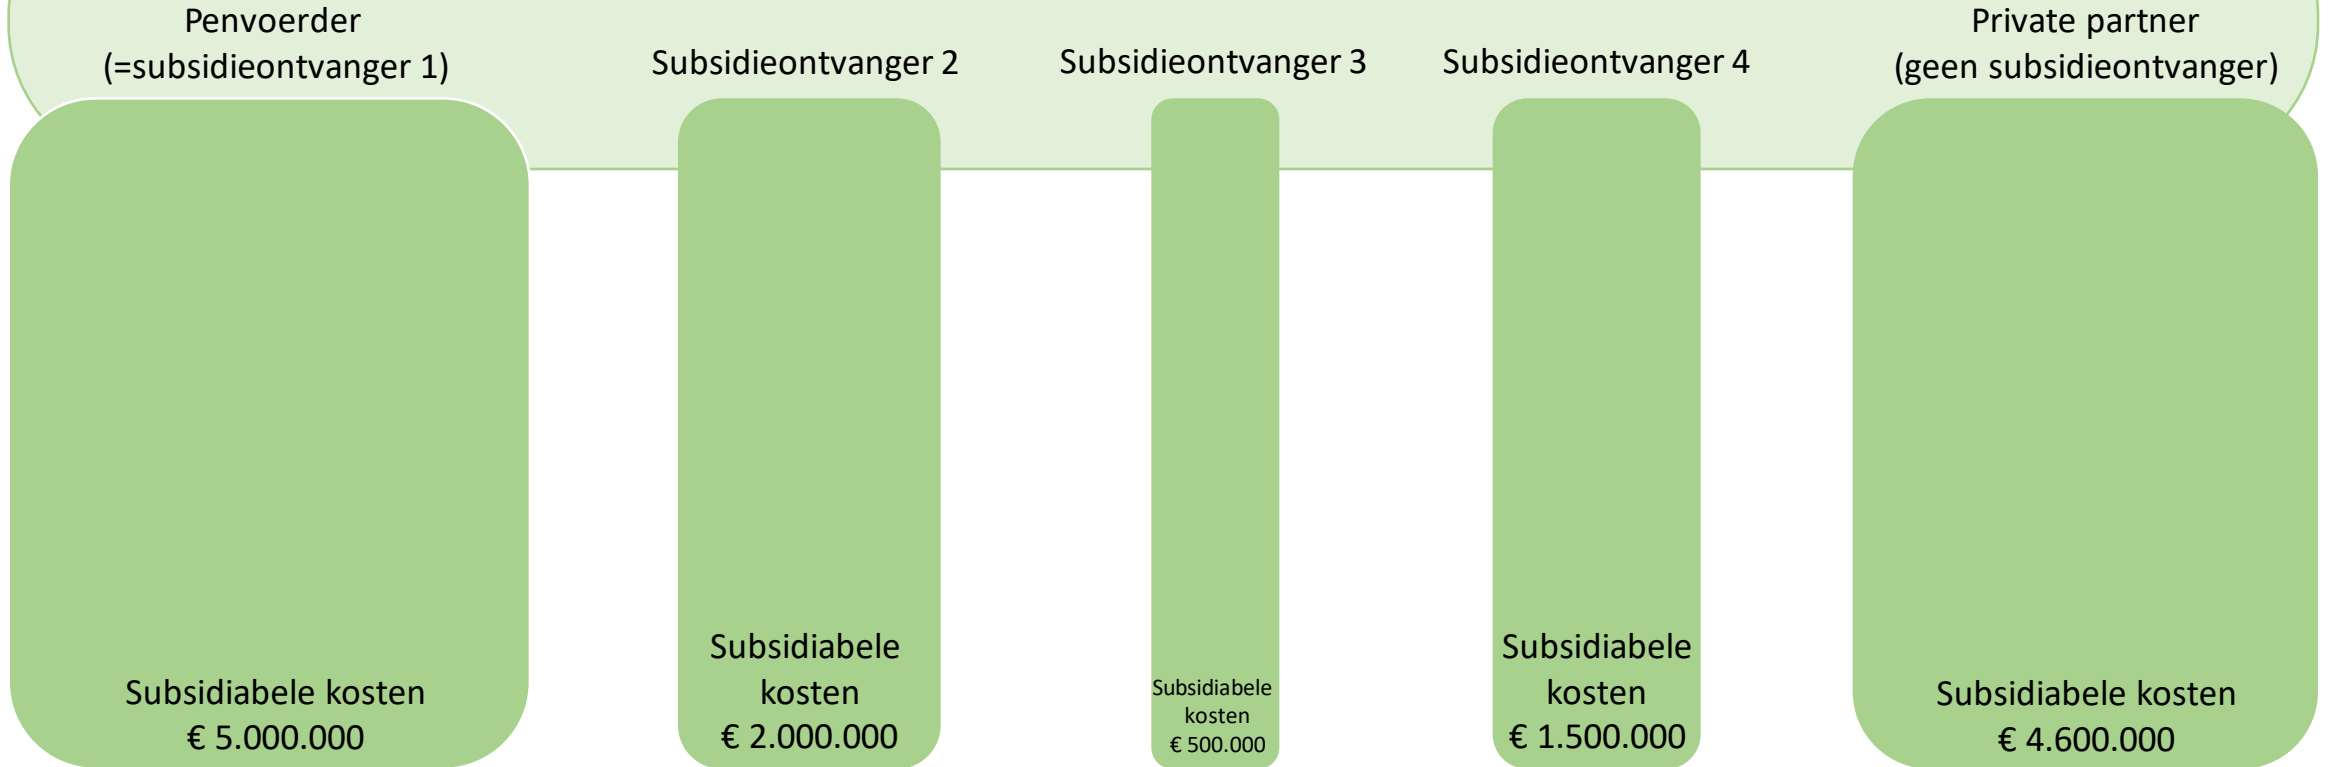 Penvoerder
(=subsidieontvanger 1)
Subsidieontvanger 2
Subsidieontvanger 3
Subsidieontvanger 4
Private partner
(geen subsidieontvanger)
Subsidiabele kosten
€ 5.000.000
Subsidiabele
kosten
€ 2.000.000
Subsidiabele
kosten
€ 500.000
Subsidiabele
kosten
€ 1.500.000
Subsidiabele kosten
€ 4.600.000